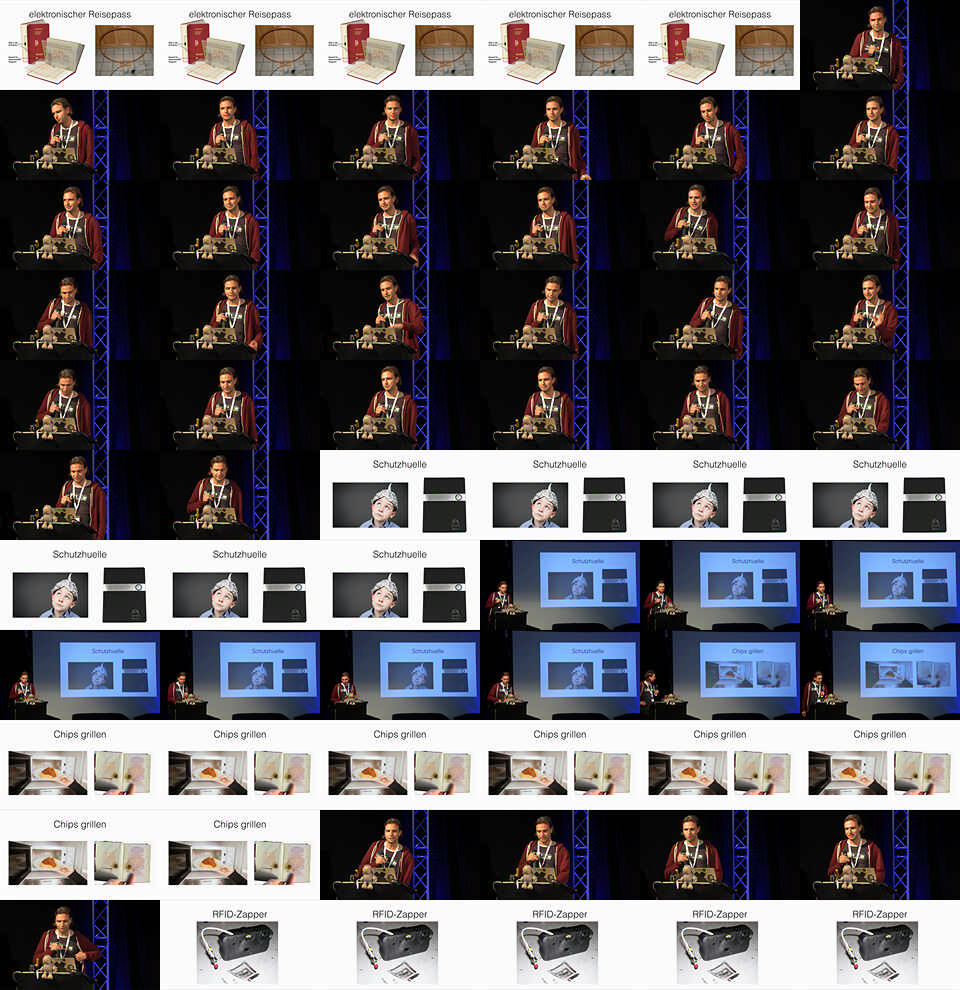 elektronischer Reisepass elektronischer Reisepass elektronischer Reisepass elektronischer Reisepass elektronischer Reisepass
Schutzhuelle Schutzhuelle Schutzhuelle Schutzhuelle
Schutzhuelle Schutzhuelle Schutzhuelle Schutzhuelle Schutzhuelle Schutzhuelle
Schutzhuelle Schutzhuelle Schutzhuelle Schutzhuelle Chips grillen Chips grillen
Chips grillen Chips grillen Chips grillen Chips grillen Chips grillen Chips grillen
Chips grillen Chips grillen
RFID-Zapper RFID-Zapper RFID-Zapper RFID-Zapper RFID-Zapper